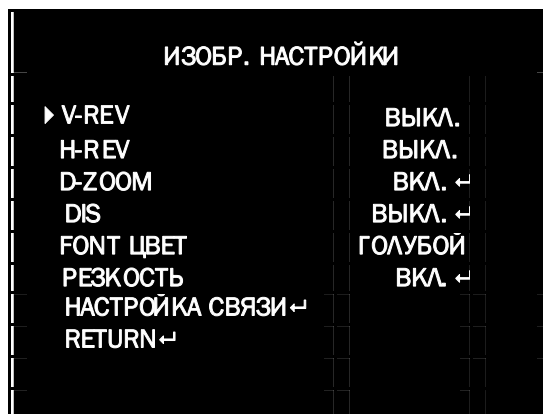 ИЗОБР. НАСТРОЙКИ
V-REV ВЫКЛ.
H-REV ВЫКЛ.
D-ZOOM ВКЛ. ↵
DIS ВЫКЛ. ↵
FONT ЦВЕТ ГОЛУБОЙ
РЕЗКОСТЬ ВКЛ. ↵
НАСТРОЙКА СВЯЗИ ↵
RETURN ↵